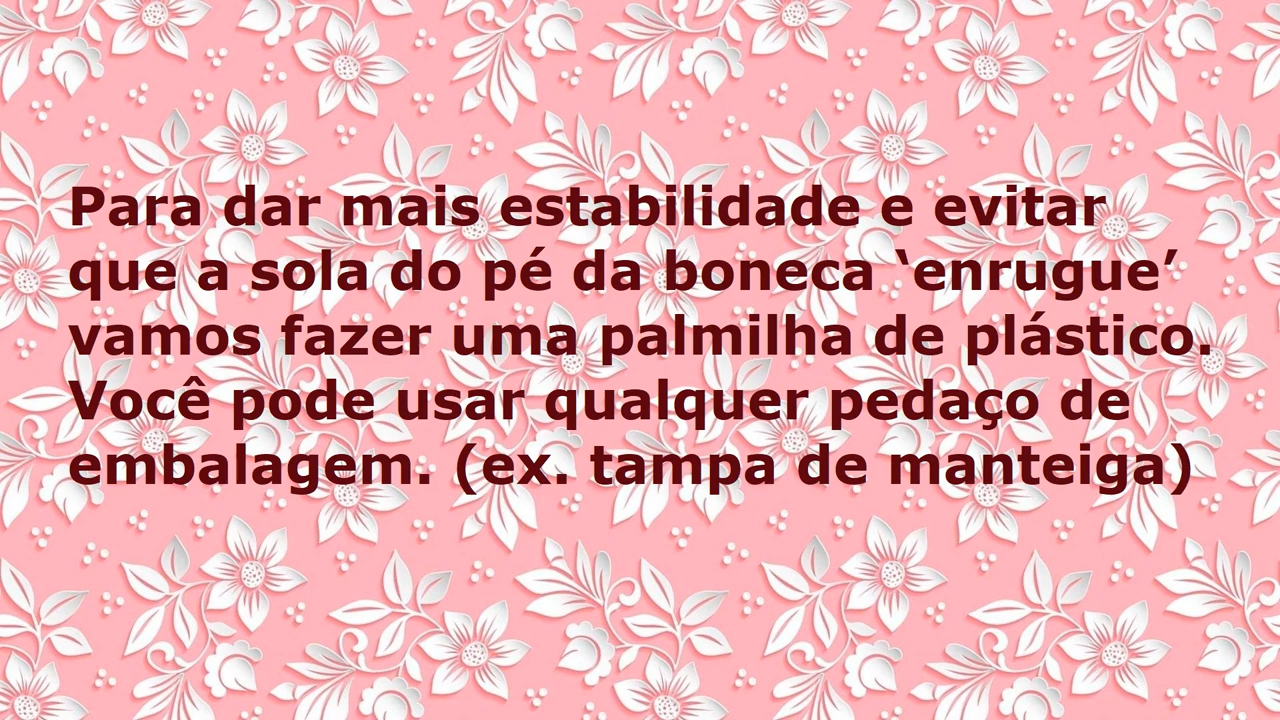 Para dar mais estabilidade e evitar
que a sola do pé da boneca ‘enrugue’
vamos fazer uma palmilha de plástico.
Você pode usar qualquer pedaço de
embalagem. (ex. tampa de manteiga)